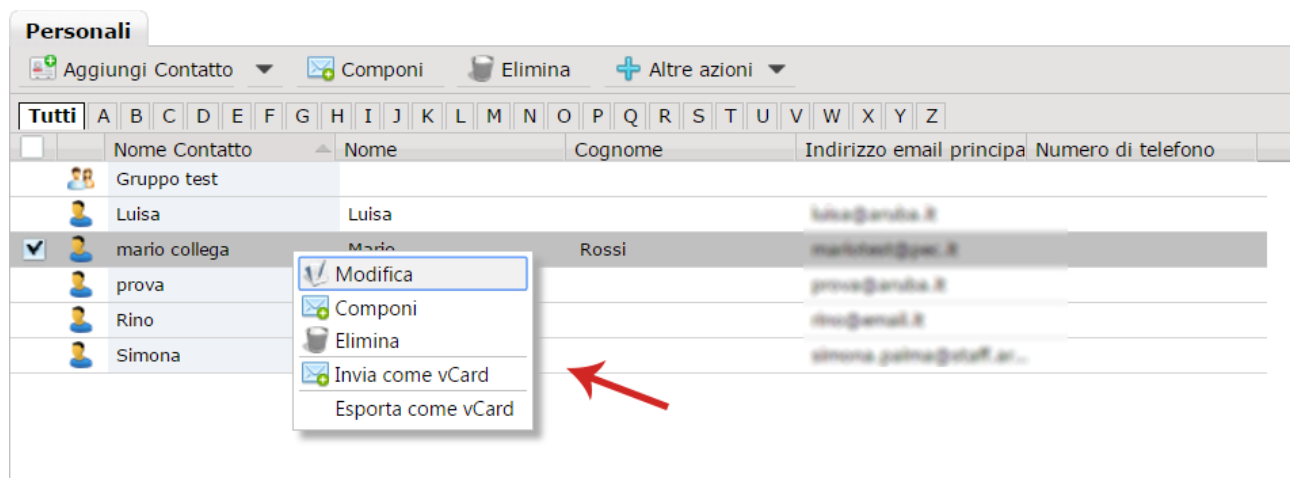 Personali
Aggiungi Contatto Componi Elimina Altre azioni
Tutti A B C D E F G H I J K L M N O P Q R S T U V W X Y Z
Nome Contatto Nome Cognome Indirizzo email principa Numero di telefono
Gruppo test
Luisa Luisa
mario collega Mario Rossi
prova
Rino
Simona
Modifica
Componi
Elimina
Invia come vCard
Esporta come vCard